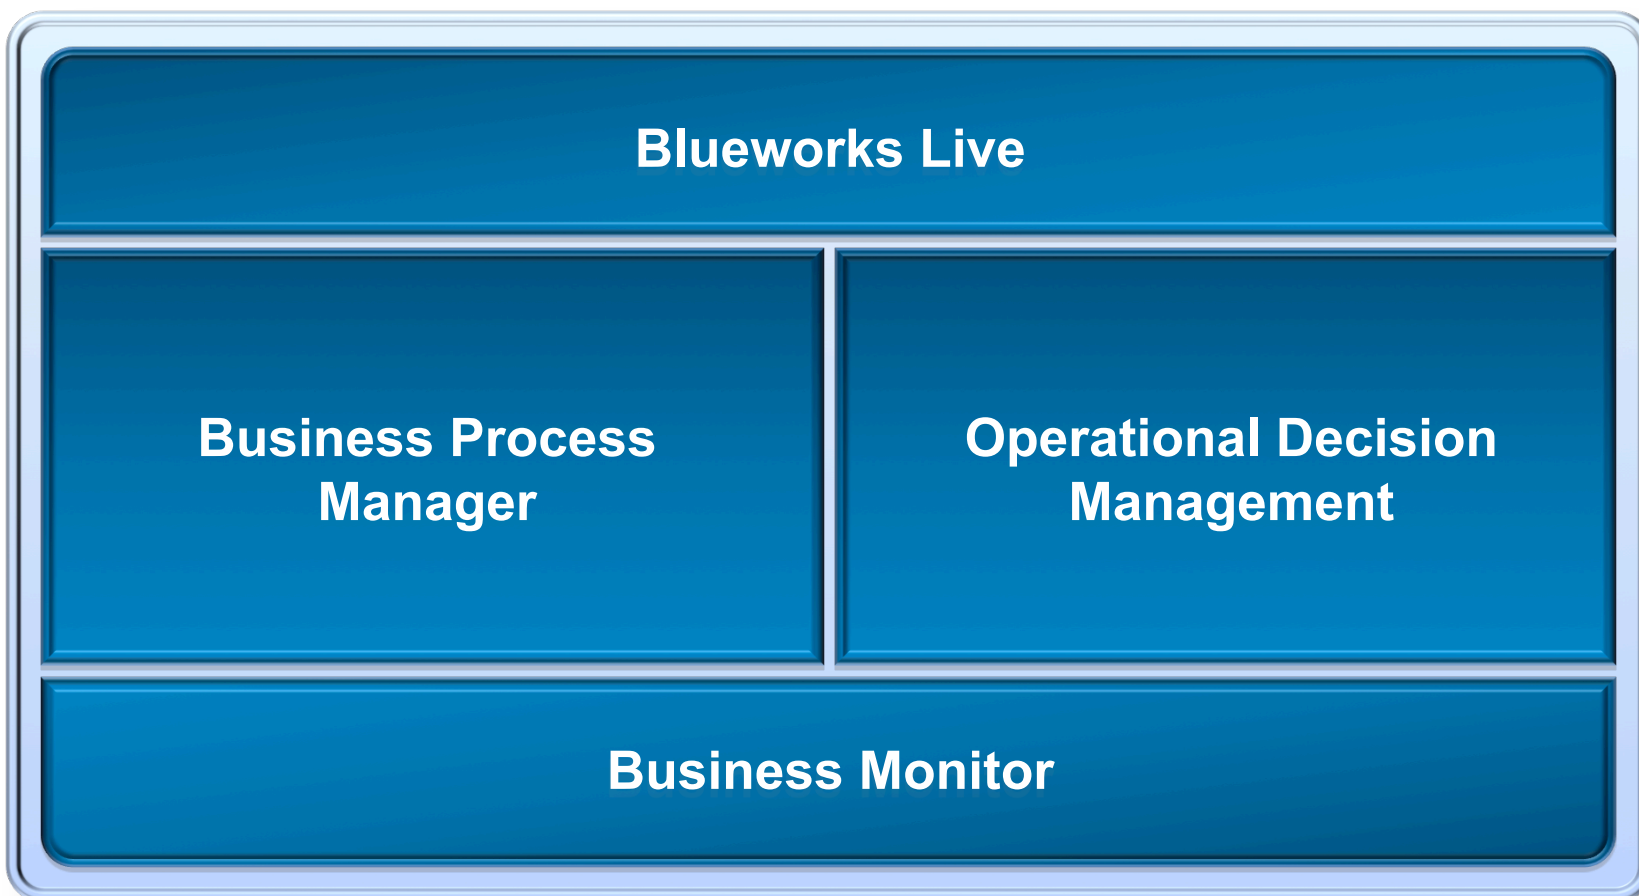 Blueworks Live
Business Process
Manager
Operational Decision
Management
Business Monitor